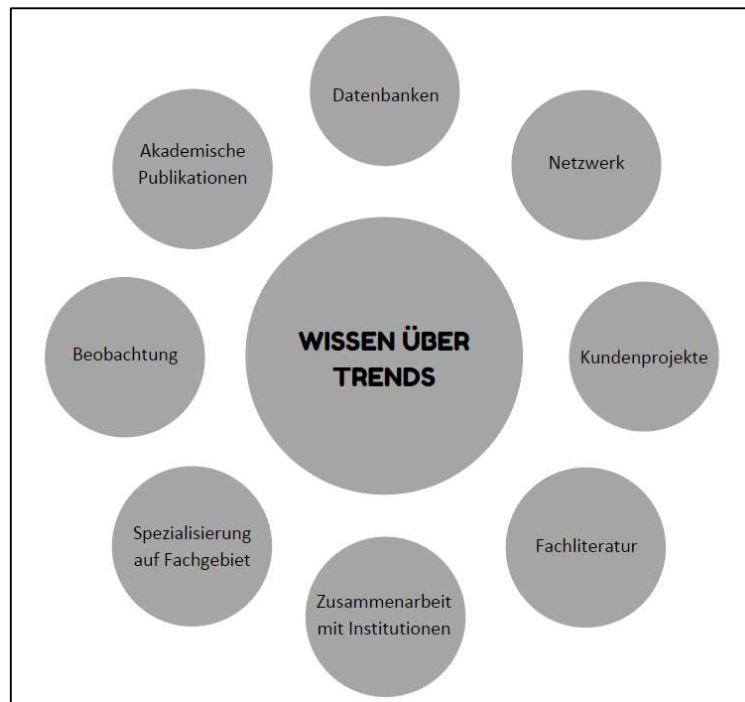 Datenbanken
Netzwerk
Kundenprojekte
Fachliteratur
Zusammenarbeit
mit Institutionen
Spezialisierung
auf Fachgebiet
Beobachtung
Akademische
Publikationen
WISSEN ÜBER
TRENDS